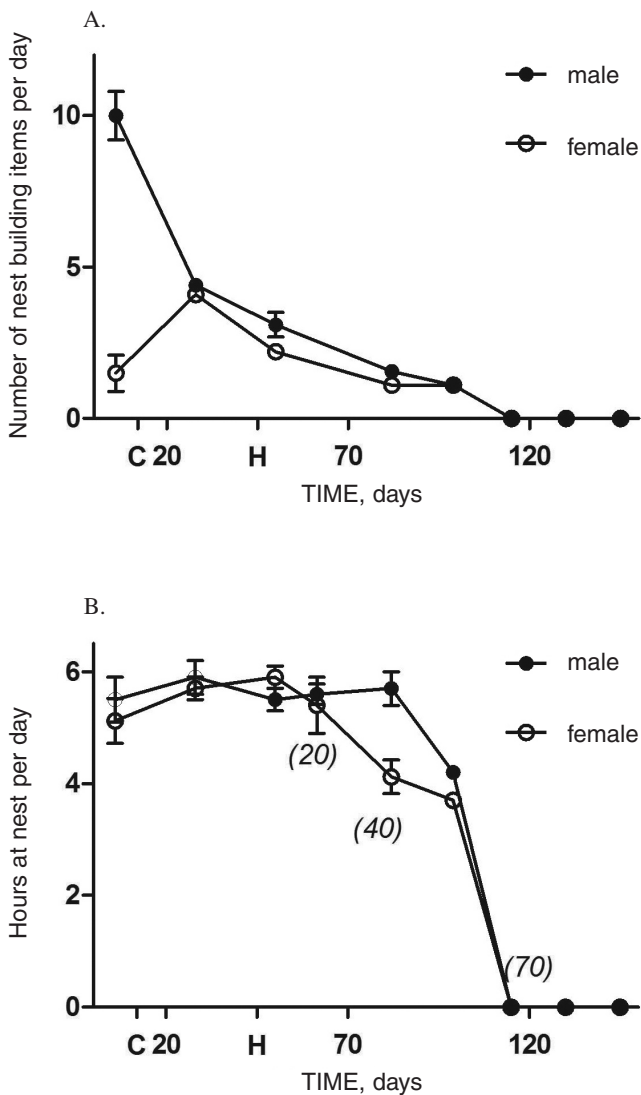 A.
Number of nest building items per day
10
5
0
male
female
C 20 H 70 120
TIME, days
B.
Hours at nest per day
6
4
2
0
male
female
(20)
(40)
(70)
C 20 H 70 120
TIME, days